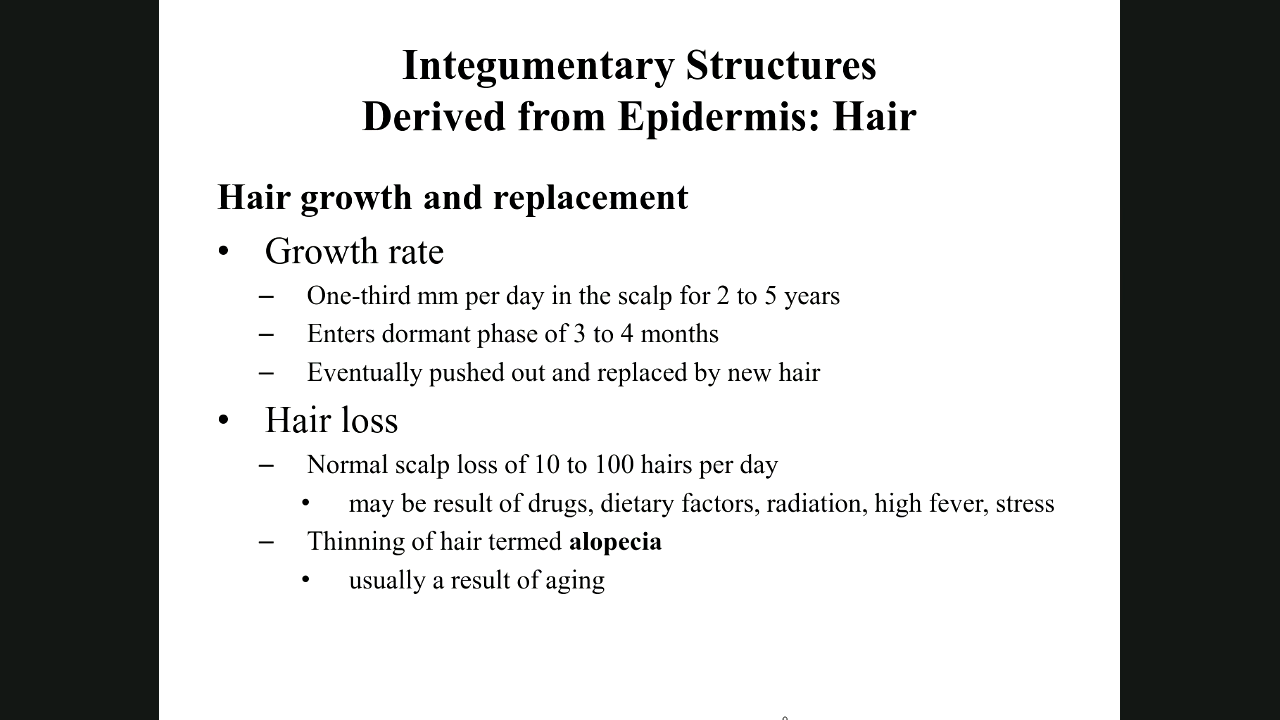 Integumentary Structures
Derived from Epidermis: Hair
Hair growth and replacement
• Growth rate
– One-third mm per day in the scalp for 2 to 5 years
– Enters dormant phase of 3 to 4 months
– Eventually pushed out and replaced by new hair
• Hair loss
– Normal scalp loss of 10 to 100 hairs per day
• may be result of drugs, dietary factors, radiation, high fever, stress
– Thinning of hair termed alopecia
• usually a result of aging